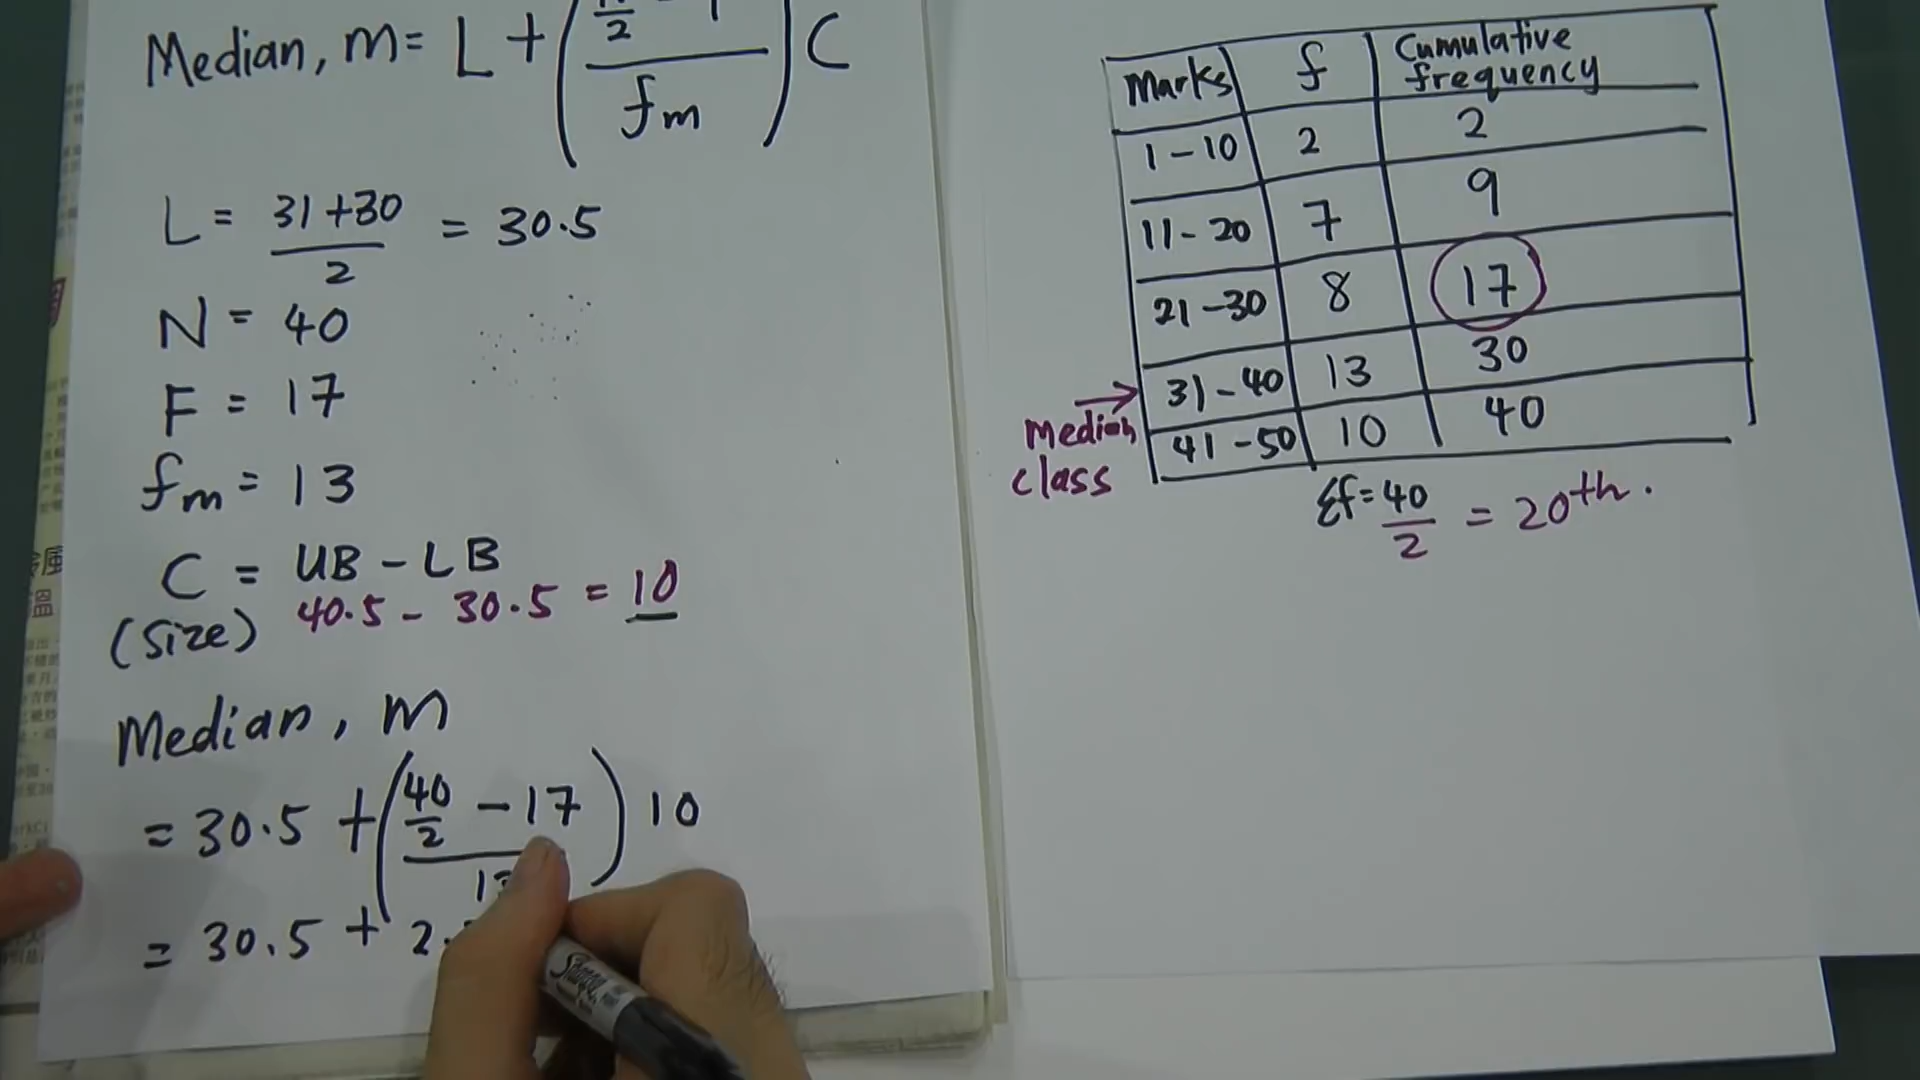 Median, m = L + (N/2 - F / fm) C
L = 31+30 / 2 = 30.5
N = 40
F = 17
fm = 13
C = UB - LB
(Size) 40.5 - 30.5 = 10
Median, m
= 30.5 + (40/2 - 17 / 13) 10
= 30.5 + 2.
Marks f Cumulative frequency
1-10 2 2
11-20 7 9
21-30 8 17
31-40 13 30
41-50 10 40
Median
class
Σf = 40 / 2 = 20th.
Sharpie